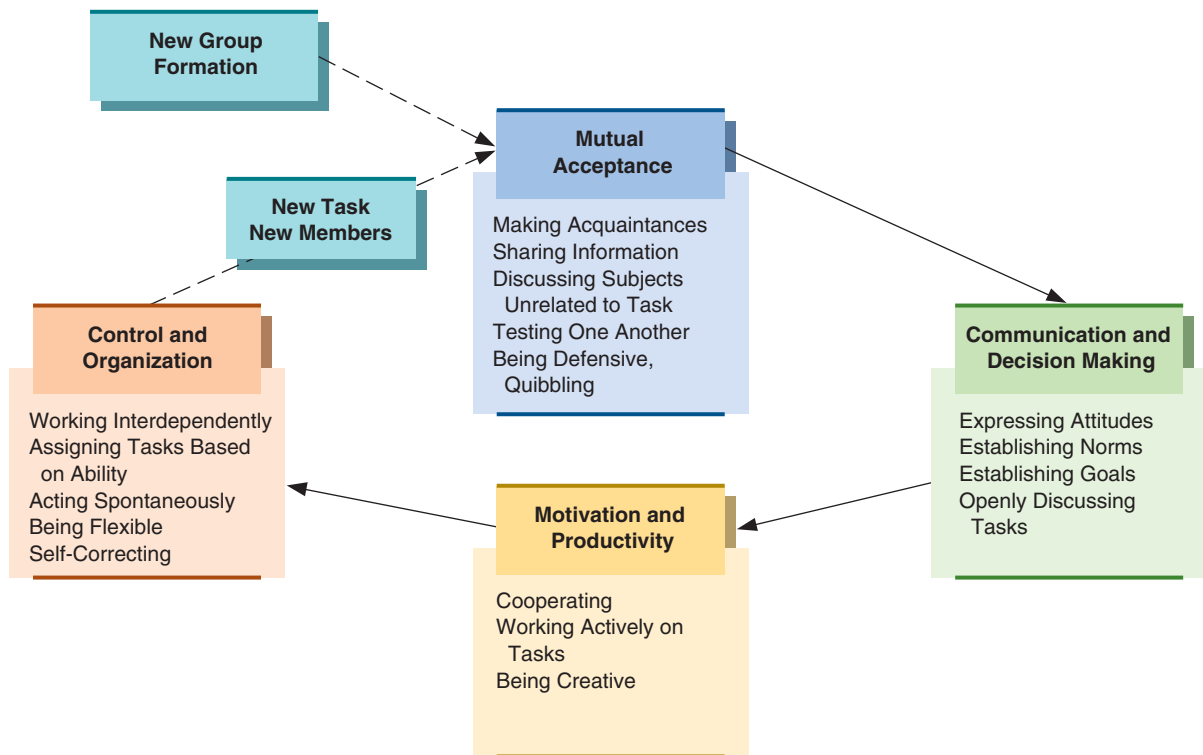 New Group
Formation
Mutual
Acceptance
Making Acquaintances
Sharing Information
Discussing Subjects
Unrelated to Task
Testing One Another
Being Defensive,
Quibbling
New Task
New Members
Control and
Organization
Working Interdependently
Assigning Tasks Based
on Ability
Acting Spontaneously
Being Flexible
Self-Correcting
Communication and
Decision Making
Expressing Attitudes
Establishing Norms
Establishing Goals
Openly Discussing
Tasks
Motivation and
Productivity
Cooperating
Working Actively on
Tasks
Being Creative